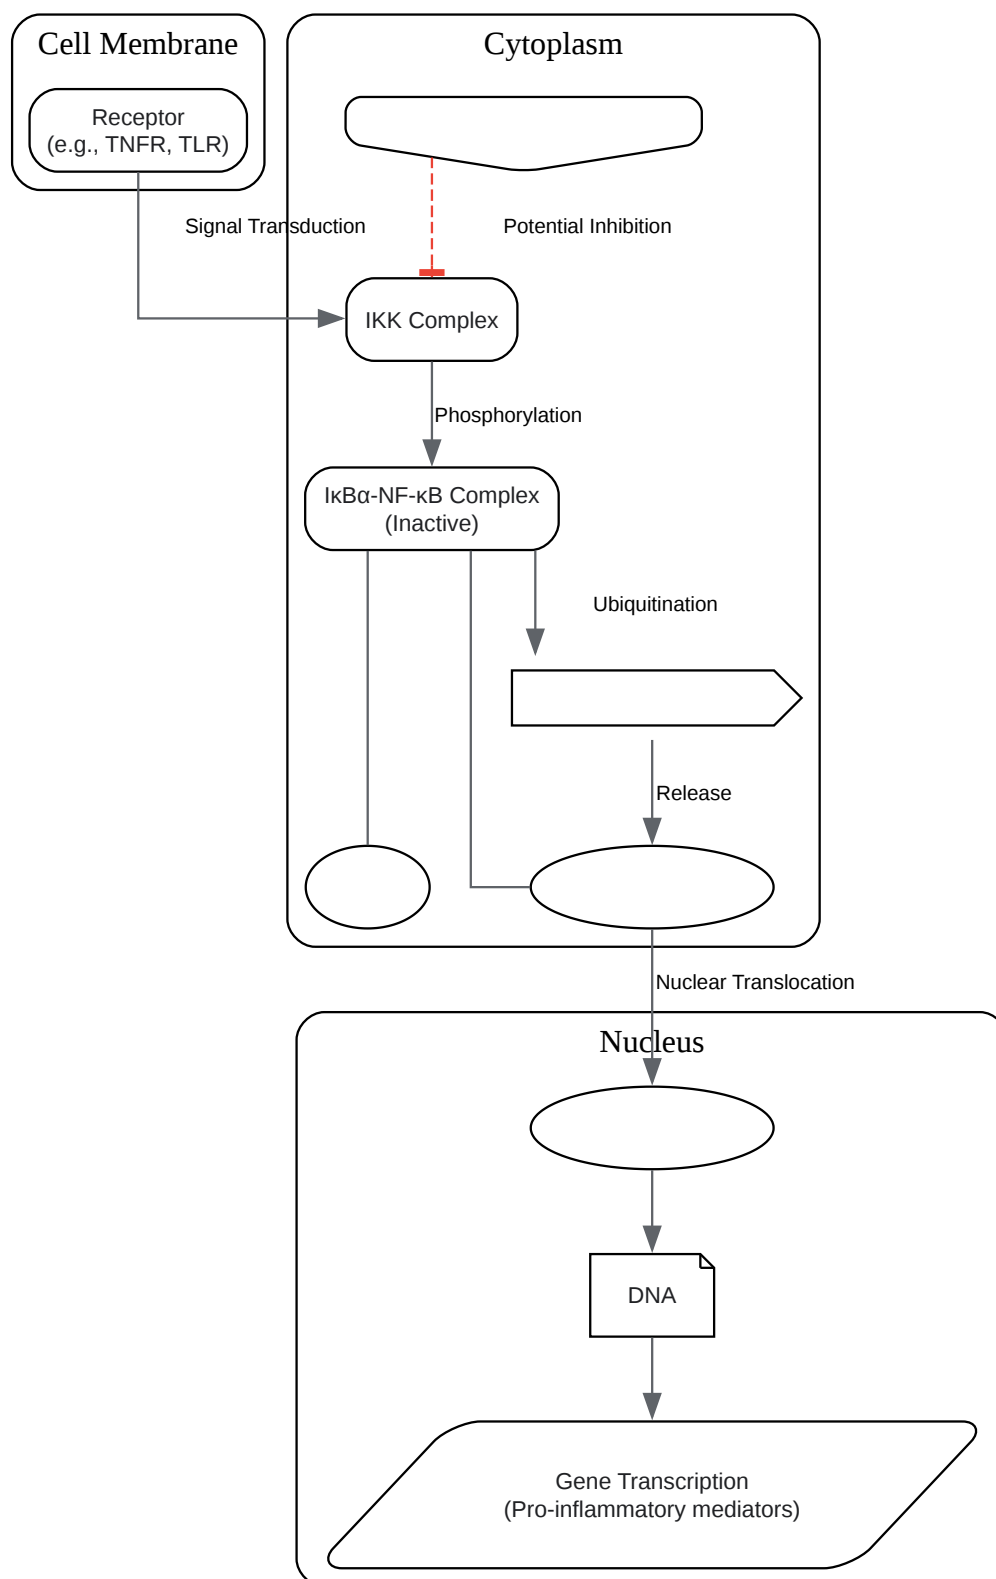 Cell Membrane
Cytoplasm
Receptor
(e.g., TNFR, TLR)
Signal Transduction
Potential Inhibition
IKK Complex
Phosphorylation
IκBα-NF-κB Complex
(Inactive)
Ubiquitination
Release
Nuclear Translocation
Nucleus
DNA
Gene Transcription
(Pro-inflammatory mediators)